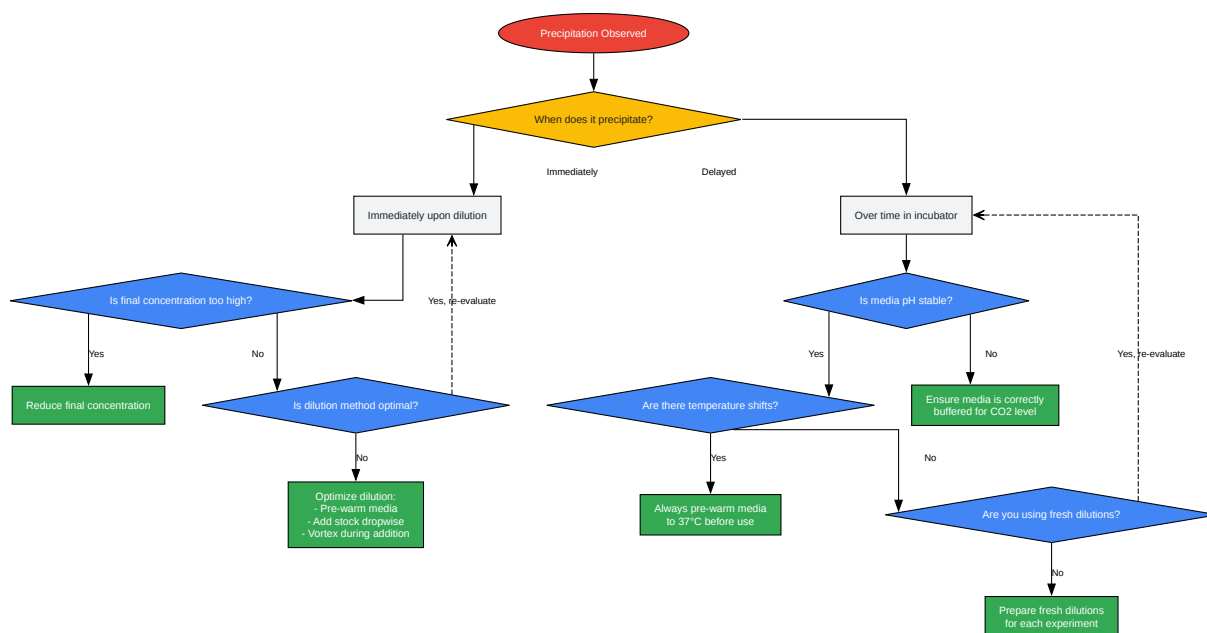 Precipitation Observed
When does it precipitate?
Immediately
Delayed
Immediately upon dilution
Over time in incubator
Is final concentration too high?
Yes, re-evaluate
Is media pH stable?
Yes
No
Yes
No
Yes, re-evaluate
Reduce final concentration
Is dilution method optimal?
Are there temperature shifts?
Ensure media is correctly
buffered for CO2 level
No
Yes
No
Optimize dilution:
- Pre-warm media
- Add stock dropwise
- Vortex during addition
Always pre-warm media
to 37°C before use
Are you using fresh dilutions?
No
Prepare fresh dilutions
for each experiment